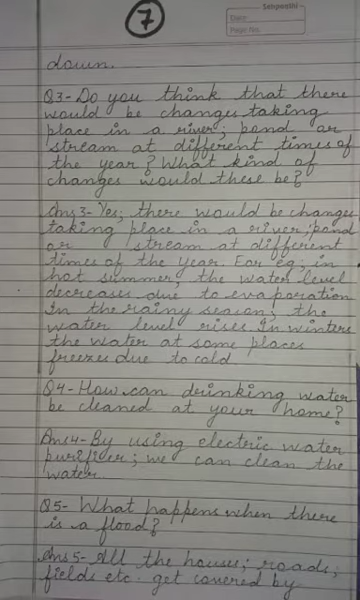 7
Saraswathi
Date:
Page No.
down.
Q3- Do you think that there
would be changes taking
place in a river; pond or
stream at different times of
the year? What kind of
changes would these be?
Ans3- Yes; there would be changes
taking place in a river; pond
or stream at different
times of the year. For eg; in
hot summer, the water level
decreases due to evaporation
In the rainy season; the
water level rises In winters
the water at some places
freezes due to cold
Q4- How can drinking water
be cleaned at your home?
Ans4- By using electric water
purifier; we can clean the
water.
Q5- What happens when there
is a flood?
Ans5- All the houses; roads;
fields etc. get covered by